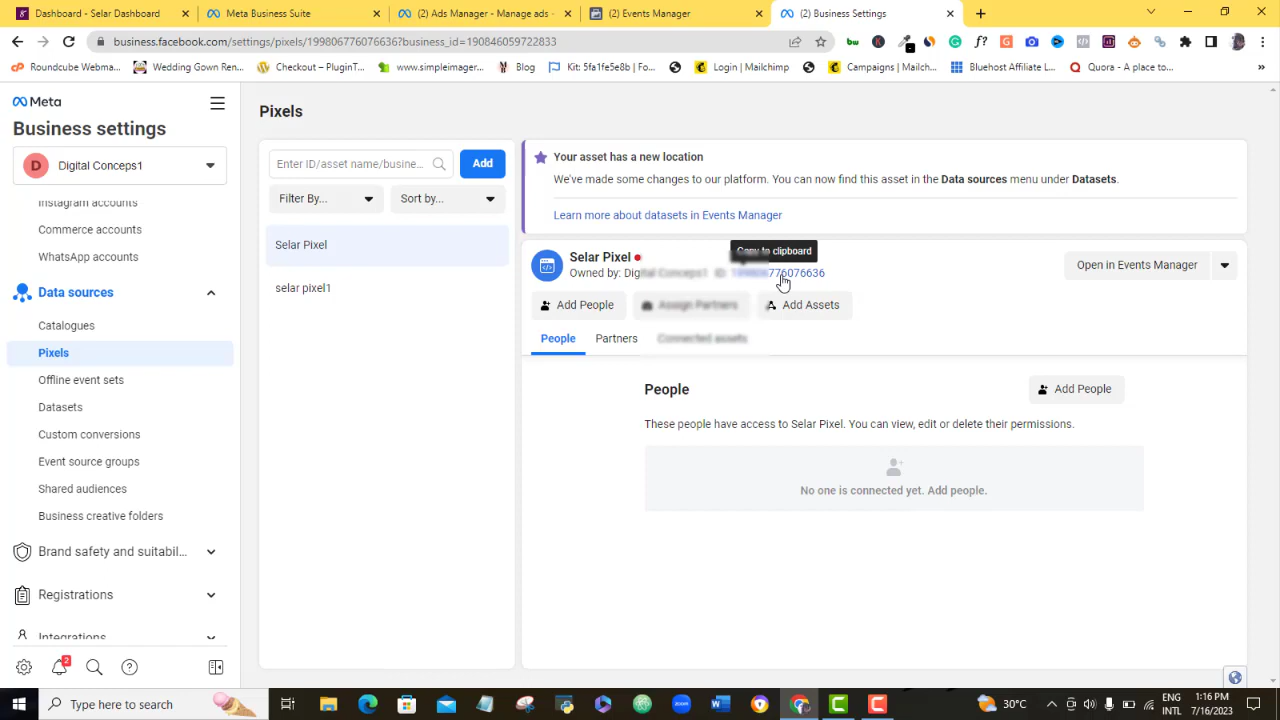 Dashboard - Selar Dashboard
Meta Business Suite
(2) Ads Manager - Manage ads -
(2) Events Manager
(2) Business Settings
business.facebook.com/settings/pixels/199806776076636?business_id=190846059722833
Roundcube Webma...
Wedding Gown Ren...
Checkout – PluginT...
www.simpleimager...
Blog
Kit: 5fa1fe5e8b | Fo...
Login | Mailchimp
Campaigns | Mailch...
Bluehost Affiliate L...
Quora - A place to...
»
Meta
Business settings
D Digital Conceps1
Instagram accounts
Commerce accounts
WhatsApp accounts
Data sources
Catalogues
Pixels
Offline event sets
Datasets
Custom conversions
Event source groups
Shared audiences
Business creative folders
Brand safety and suitabil...
Registrations
Integrations
2
Pixels
Enter ID/asset name/busine...
Add
Filter By...
Sort by...
Selar Pixel
selar pixel1
Your asset has a new location
We've made some changes to our platform. You can now find this asset in the Data sources menu under Datasets.
Learn more about datasets in Events Manager
Copy to clipboard
Selar Pixel
Owned by: Digital Conceps1 ID: 199806776076636
Open in Events Manager
Add People
Assign Partners
Add Assets
People
Partners
Connected assets
People
Add People
These people have access to Selar Pixel. You can view, edit or delete their permissions.
No one is connected yet. Add people.
Type here to search
30°C
ENG
INTL
1:16 PM
7/16/2023